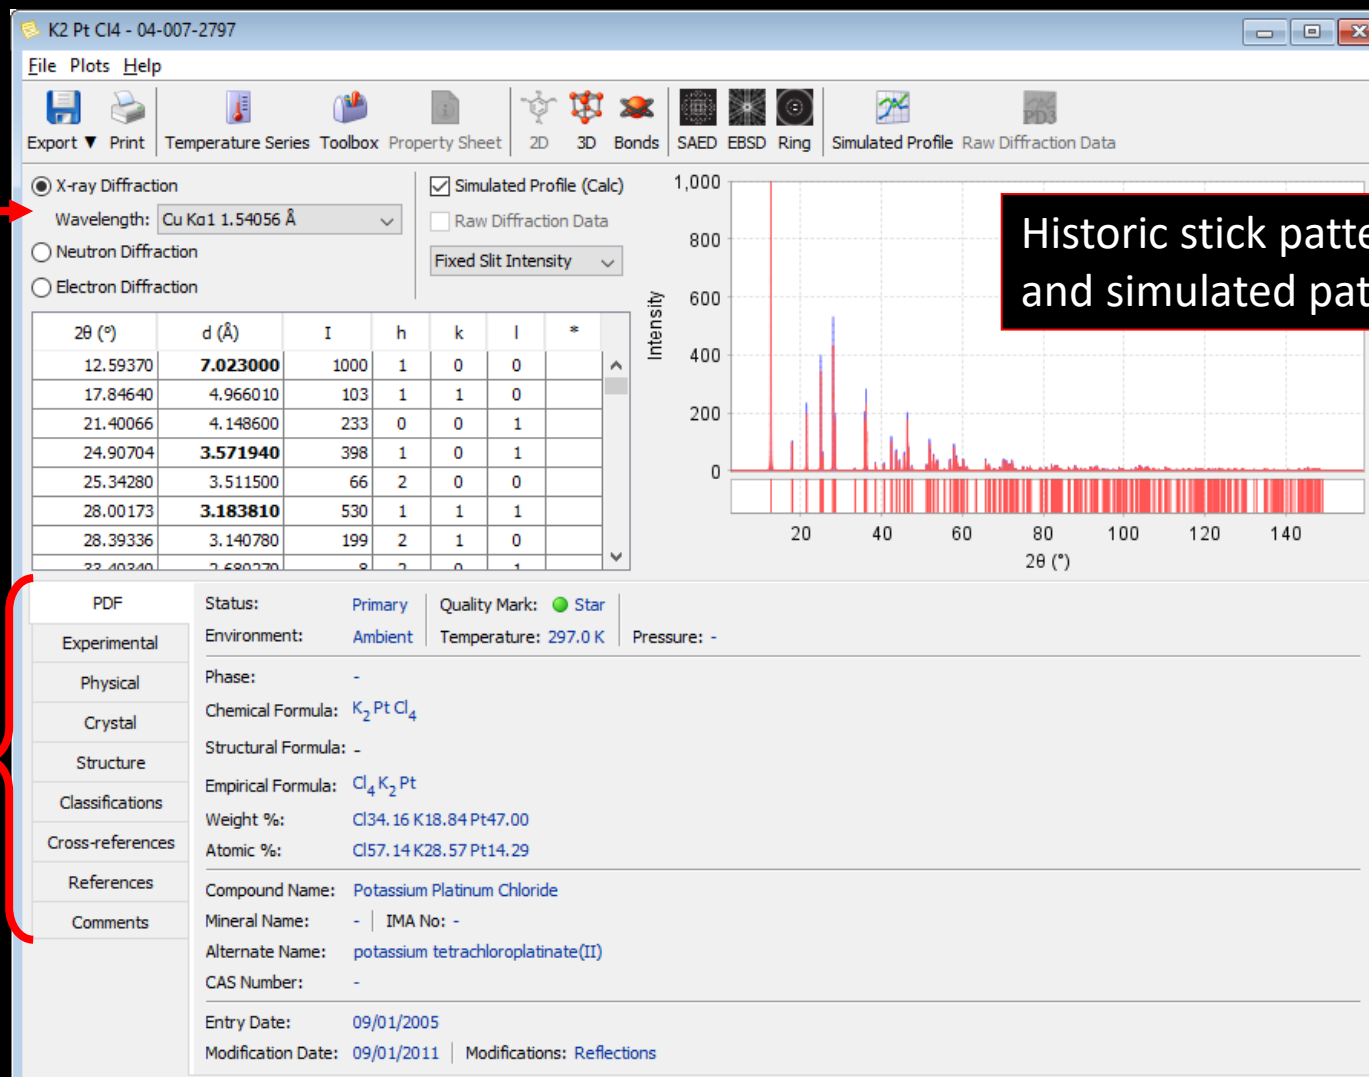 K2 Pt Cl4 - 04-007-2797
File Plots Help
Export ▼ Print Temperature Series Toolbox Property Sheet 2D 3D Bonds SAED EBSD Ring Simulated Profile Raw Diffraction Data
PD3
X-ray Diffraction
Wavelength: Cu Kα1 1.54056 Å
Neutron Diffraction
Electron Diffraction
Simulated Profile (Calc)
Raw Diffraction Data
Fixed Slit Intensity
2θ (°) d (Å) I h k l *
12.59370 7.023000 1000 1 0 0
17.84640 4.966010 103 1 1 0
21.40066 4.148600 233 0 0 1
24.90704 3.571940 398 1 0 1
25.34280 3.511500 66 2 0 0
28.00173 3.183810 530 1 1 1
28.39336 3.140780 199 2 1 0
33.40340 2.680270 8 2 0 1
1,000
800
600
400
200
0
Intensity
Historic stick patte
and simulated pat
20 40 60 80 100 120 140
2θ (°)
PDF
Experimental
Physical
Crystal
Structure
Classifications
Cross-references
References
Comments
Status: Primary Quality Mark: Star
Environment: Ambient Temperature: 297.0 K Pressure: -
Phase: -
Chemical Formula: K2 Pt Cl4
Structural Formula: -
Empirical Formula: Cl4 K2 Pt
Weight %: Cl34.16 K18.84 Pt47.00
Atomic %: Cl57.14 K28.57 Pt14.29
Compound Name: Potassium Platinum Chloride
Mineral Name: - IMA No: -
Alternate Name: potassium tetrachloroplatinate(II)
CAS Number: -
Entry Date: 09/01/2005
Modification Date: 09/01/2011 Modifications: Reflections